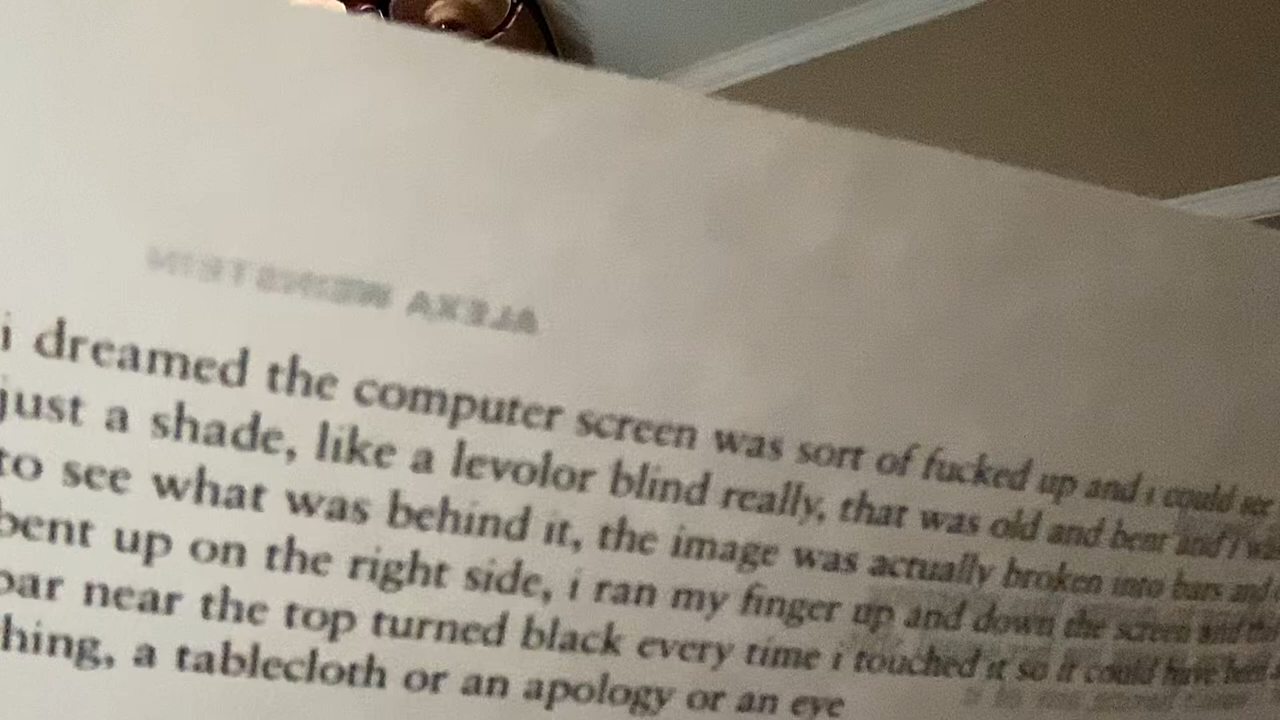 ALEXA WEINSTEIN
i dreamed the computer screen was sort of fucked up and i could see
just a shade, like a levolor blind really, that was old and bent and i was
to see what was behind it, the image was actually broken into bars and
bent up on the right side, i ran my finger up and down the screen and
bar near the top turned black every time i touched it so it could have been
hing, a tablecloth or an apology or an eye